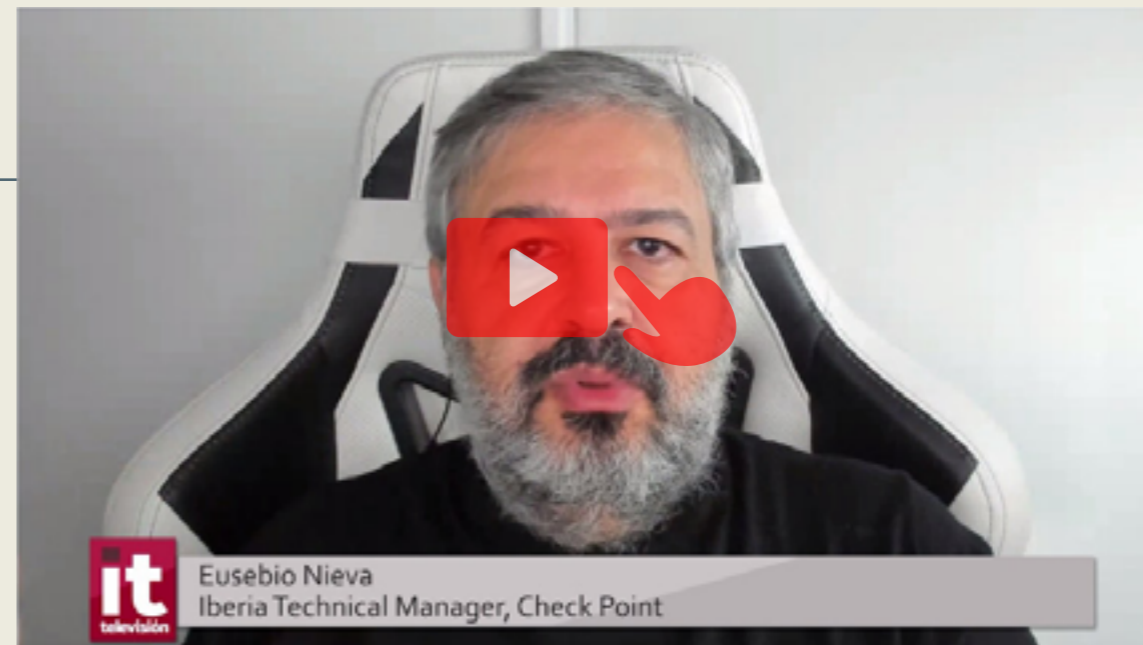 it
televisión
Eusebio Nieva
Iberia Technical Manager, Check Point